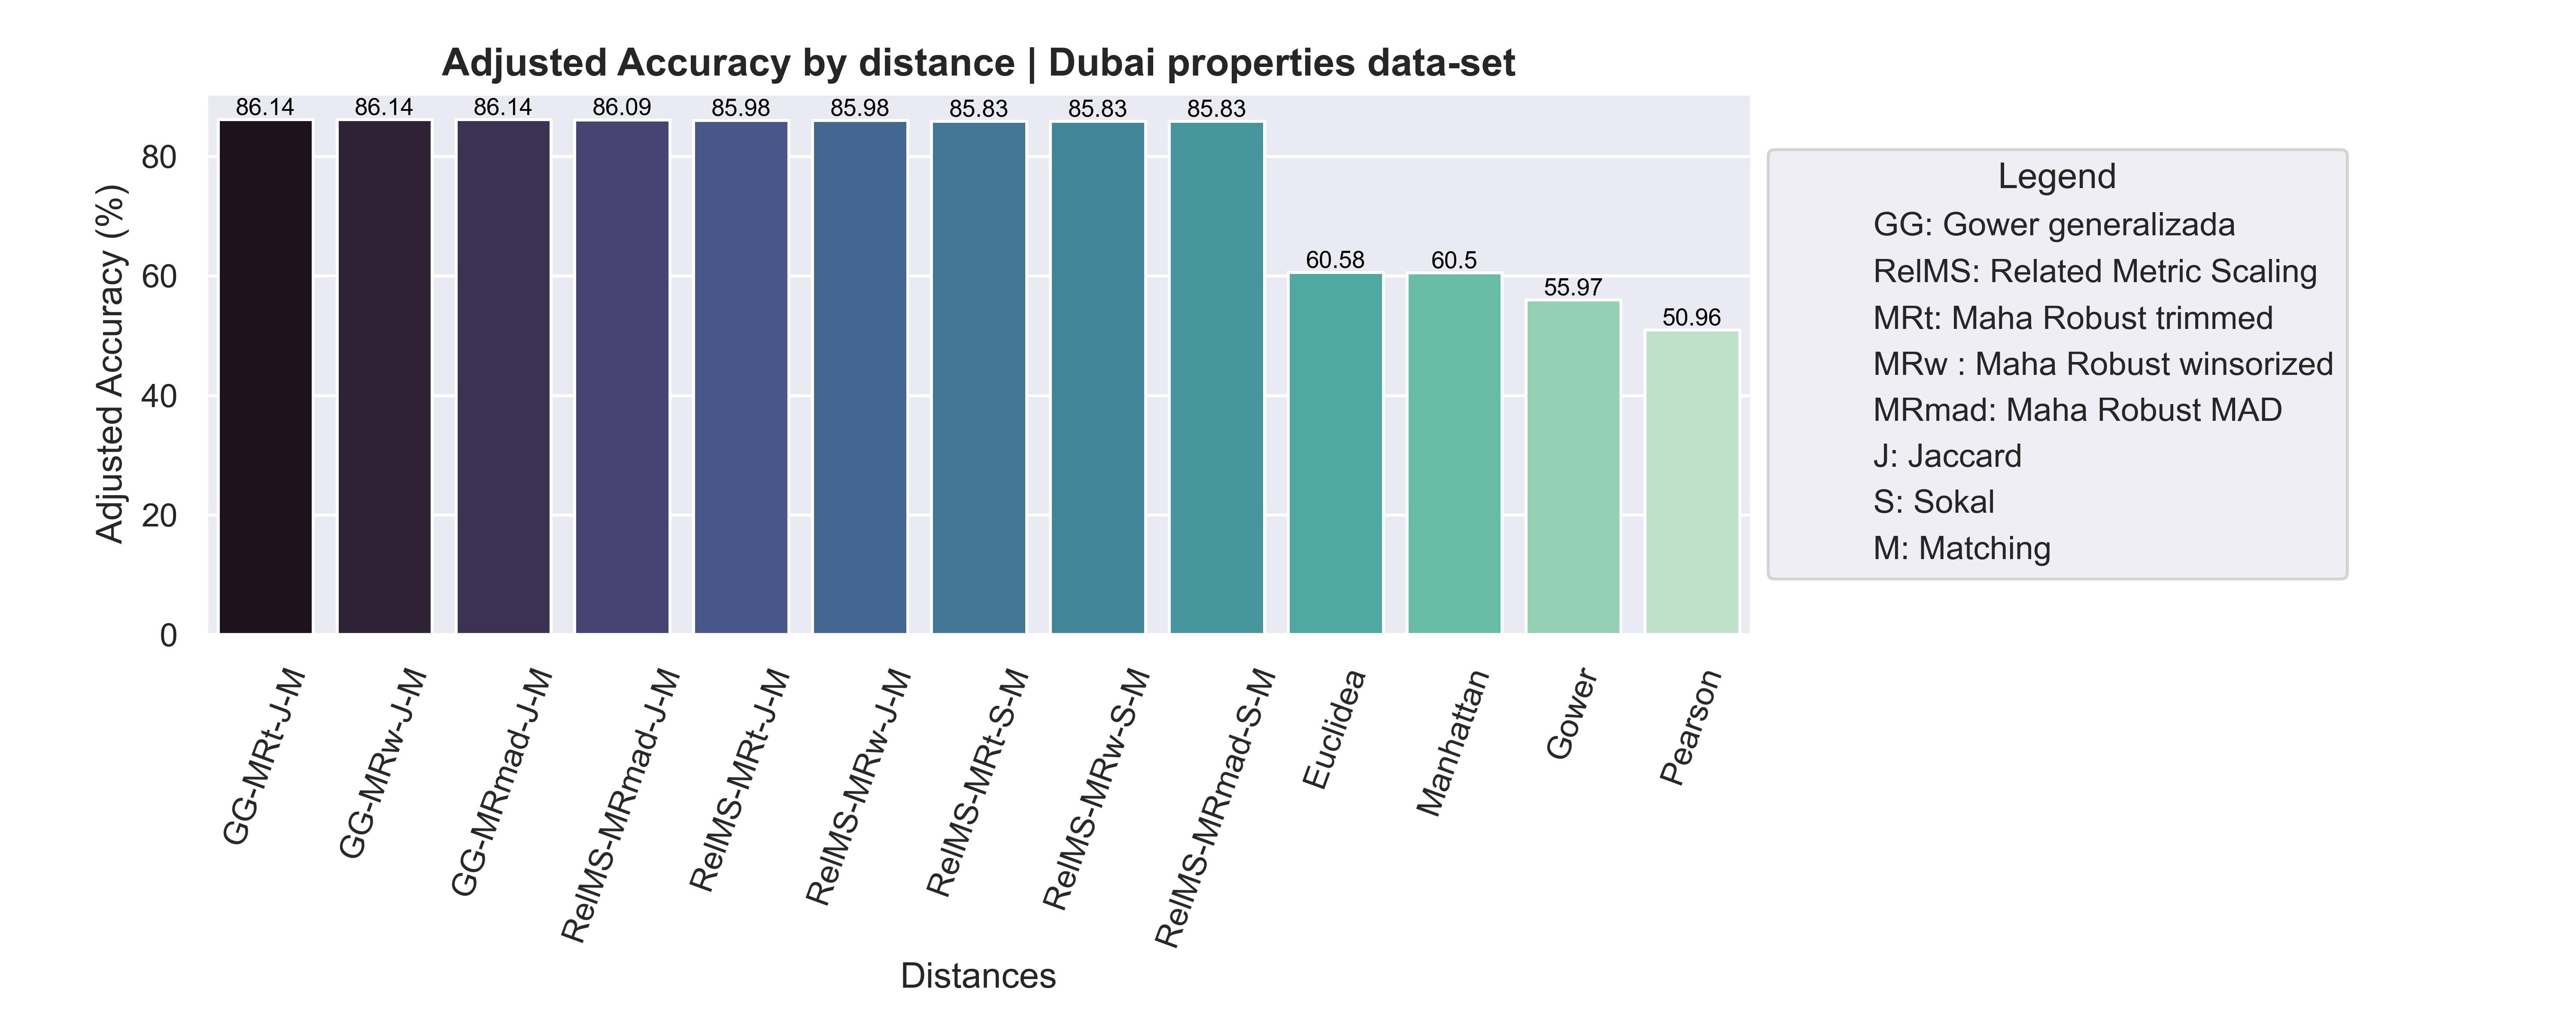 Adjusted Accuracy by distance | Dubai properties data-set
86.14 86.14 86.14 86.09 85.98 85.98 85.83 85.83 85.83 60.58 60.5 55.97 50.96
Adjusted Accuracy (%)
80
60
40
20
0
GG-MRt-J-M
GG-MRw-J-M
GG-MRmad-J-M
RelMS-MRmad-J-M
RelMS-MRt-J-M
RelMS-MRw-J-M
RelMS-MRt-S-M
RelMS-MRw-S-M
RelMS-MRmad-S-M
Euclidea
Manhattan
Gower
Pearson
Distances
Legend
GG: Gower generalizada
RelMS: Related Metric Scaling
MRt: Maha Robust trimmed
MRw : Maha Robust winsorized
MRmad: Maha Robust MAD
J: Jaccard
S: Sokal
M: Matching